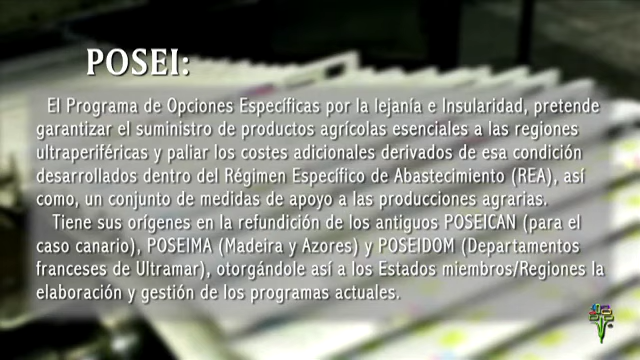 POSEI:
El Programa de Opciones Específicas por la lejanía e Insularidad, pretende
garantizar el suministro de productos agrícolas esenciales a las regiones
ultraperiféricas y paliar los costes adicionales derivados de esa condición
desarrollados dentro del Régimen Específico de Abastecimiento (REA), así
como, un conjunto de medidas de apoyo a las producciones agrarias.
Tiene sus orígenes en la refundición de los antiguos POSEICAN (para el
caso canario), POSEIMA (Madeira y Azores) y POSEIDOM (Departamentos
franceses de Ultramar), otorgándole así a los Estados miembros/Regiones la
elaboración y gestión de los programas actuales.